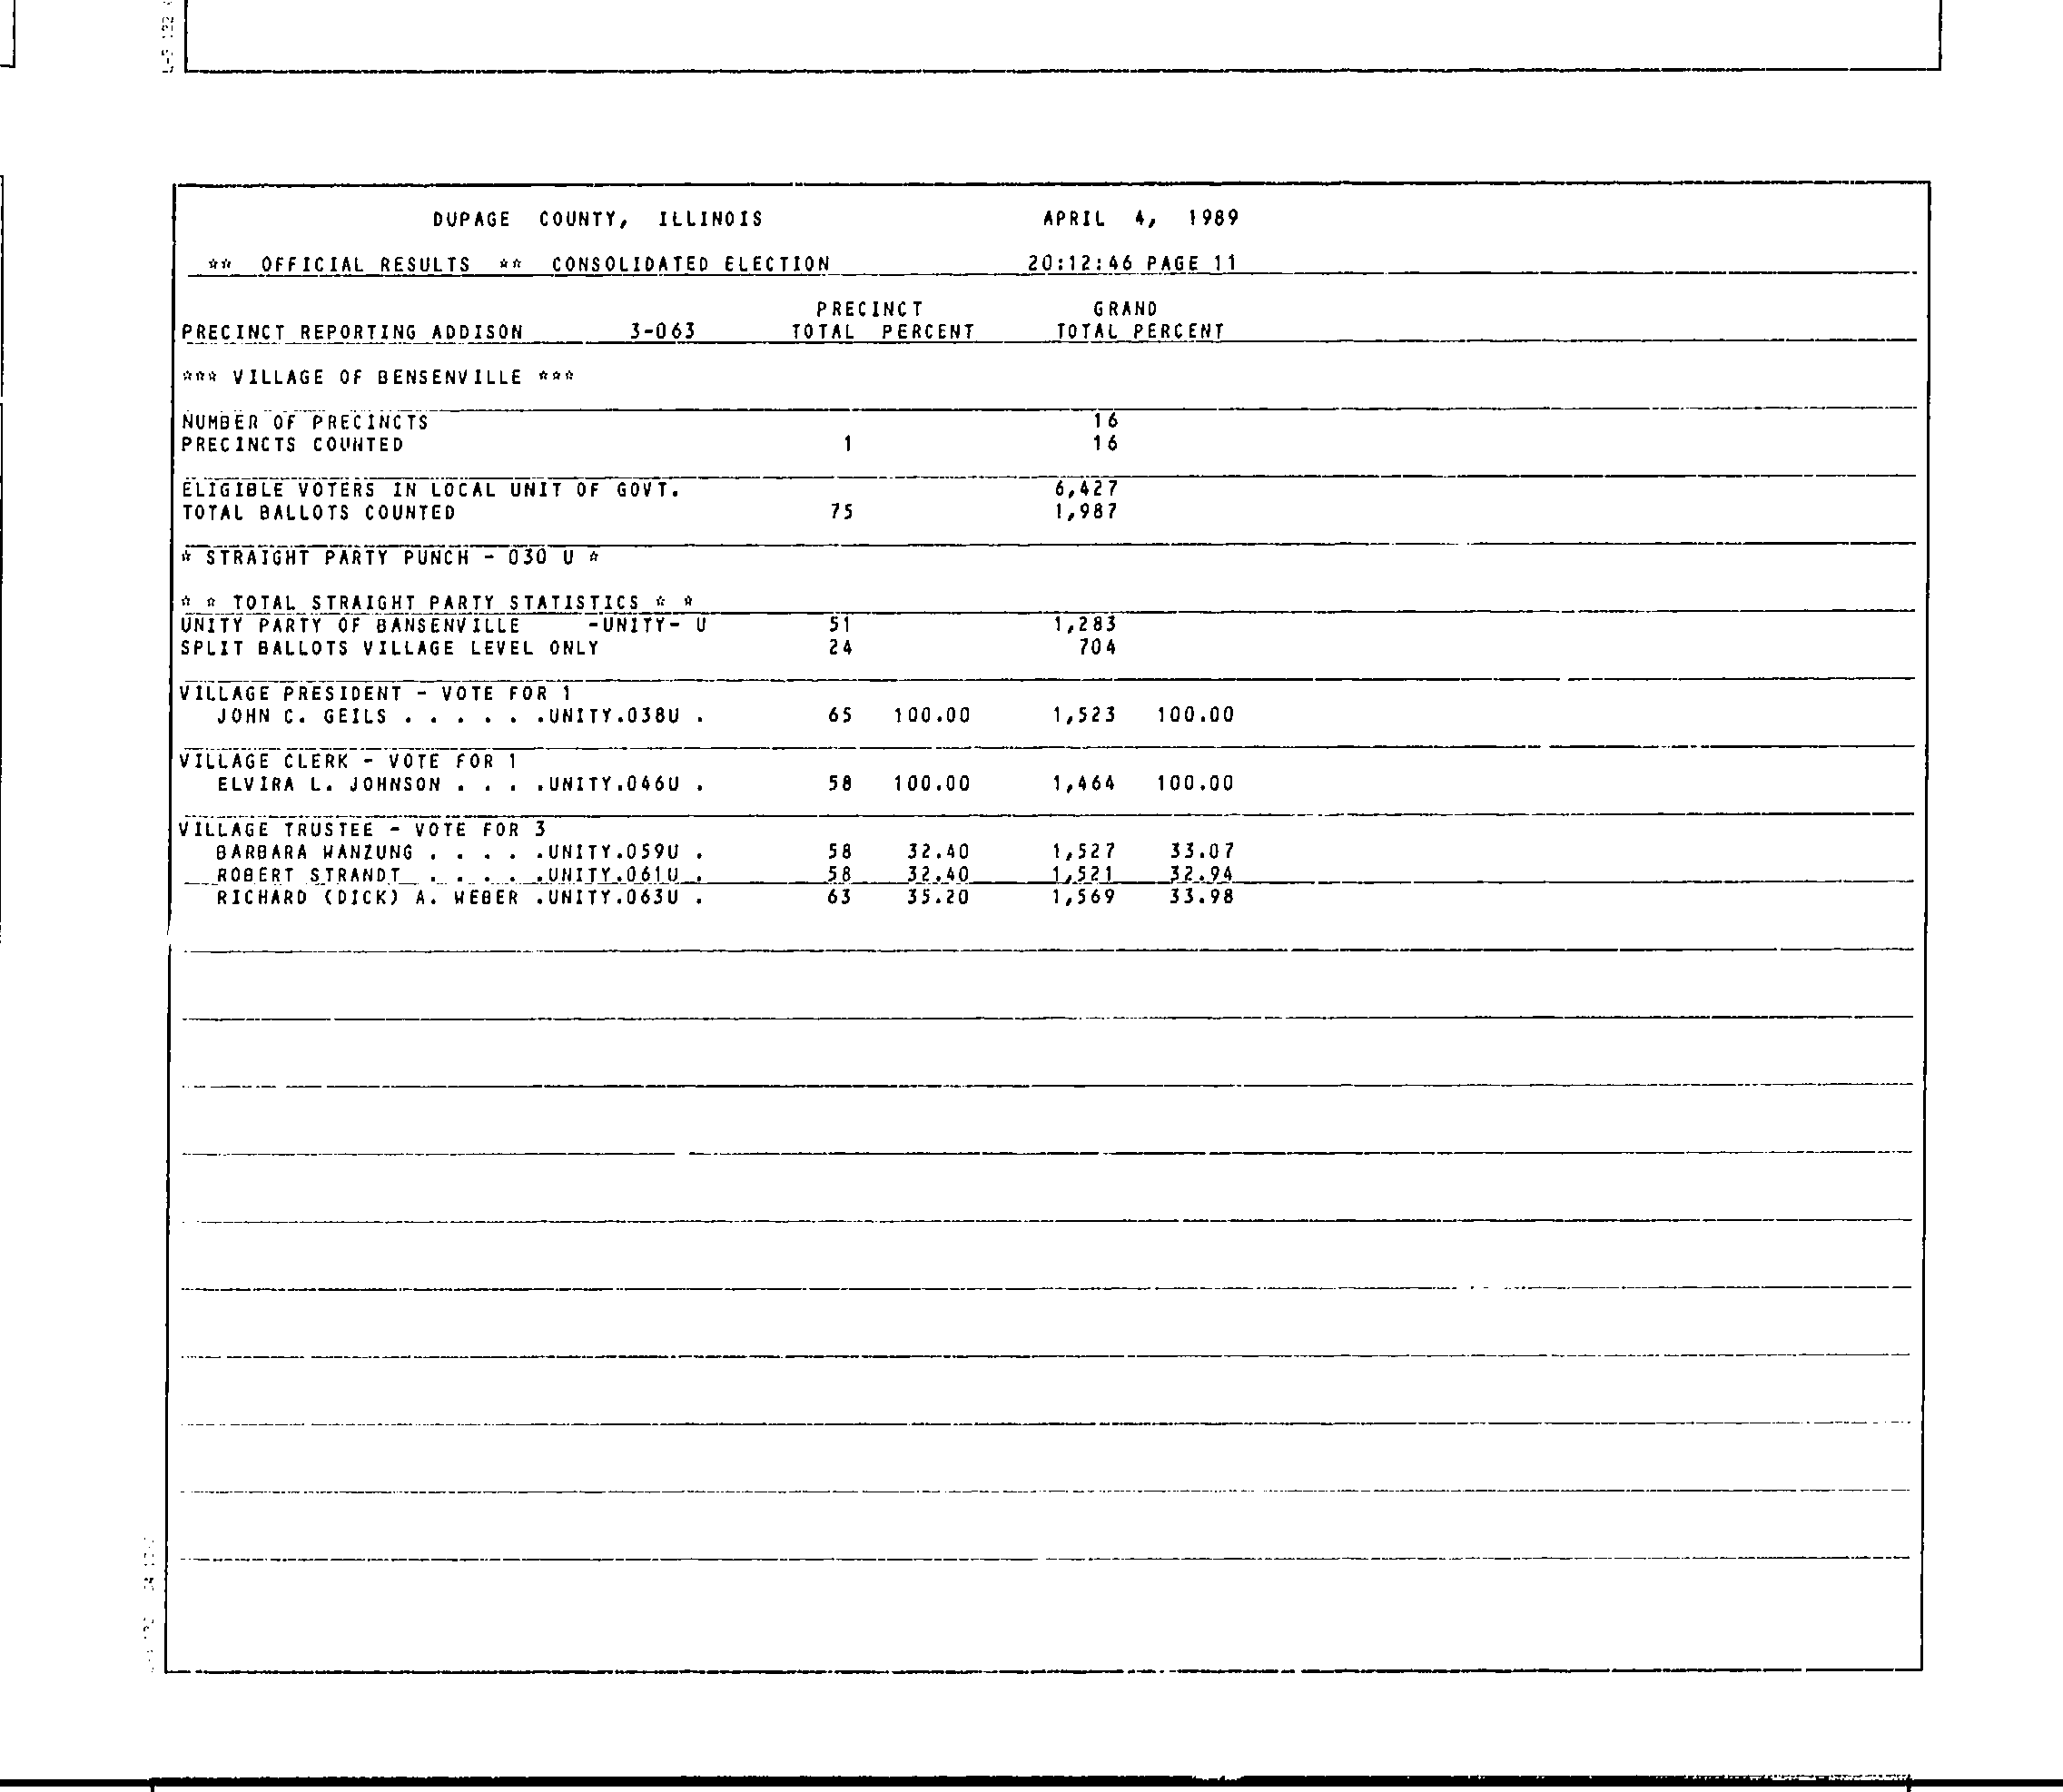 DUPAGE COUNTY, ILLINOIS APRIL 4, 1989
** OFFICIAL RESULTS ** CONSOLIDATED ELECTION 20:12:46 PAGE 11
PRECINCT GRAND
PRECINCT REPORTING ADDISON 3-063 TOTAL PERCENT TOTAL PERCENT
*** VILLAGE OF BENSENVILLE ***
NUMBER OF PRECINCTS 16
PRECINCTS COUNTED 1 16
ELIGIBLE VOTERS IN LOCAL UNIT OF GOVT. 6,427
TOTAL BALLOTS COUNTED 75 1,987
* STRAIGHT PARTY PUNCH - 030 U *
* * TOTAL STRAIGHT PARTY STATISTICS * *
UNITY PARTY OF BANSENVILLE -UNITY- U 51 1,283
SPLIT BALLOTS VILLAGE LEVEL ONLY 24 704
VILLAGE PRESIDENT - VOTE FOR 1
JOHN C. GEILS . . . . . .UNITY.038U . 65 100.00 1,523 100.00
VILLAGE CLERK - VOTE FOR 1
ELVIRA L. JOHNSON . . . .UNITY.046U . 58 100.00 1,464 100.00
VILLAGE TRUSTEE - VOTE FOR 3
BARBARA WANZUNG . . . . .UNITY.059U . 58 32.40 1,527 33.07
ROBERT STRANDT . . . . .UNITY.061U . 58 32.40 1,521 32.94
RICHARD (DICK) A. WEBER .UNITY.063U . 63 35.20 1,569 33.98